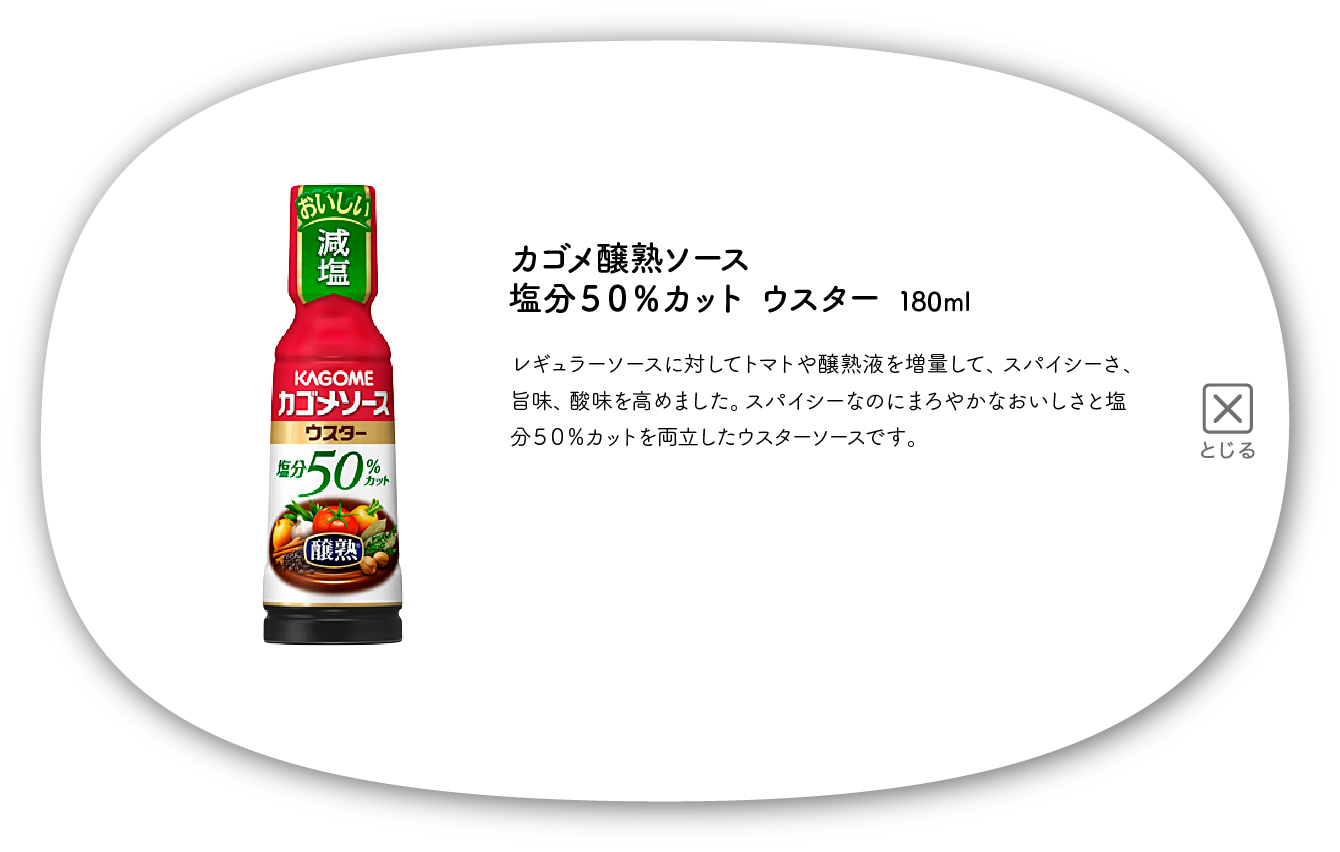 おいしい
減塩
KAGOME
カゴメソース
ウスター
塩分50%カット
醸熟
カゴメ醸熟ソース
塩分５０％カット ウスター 180ml
レギュラーソースに対してトマトや醸熟液を増量して、スパイシーさ、
旨味、酸味を高めました。スパイシーなのにまろやかなおいしさと塩
分５０％カットを両立したウスターソースです。
とじる